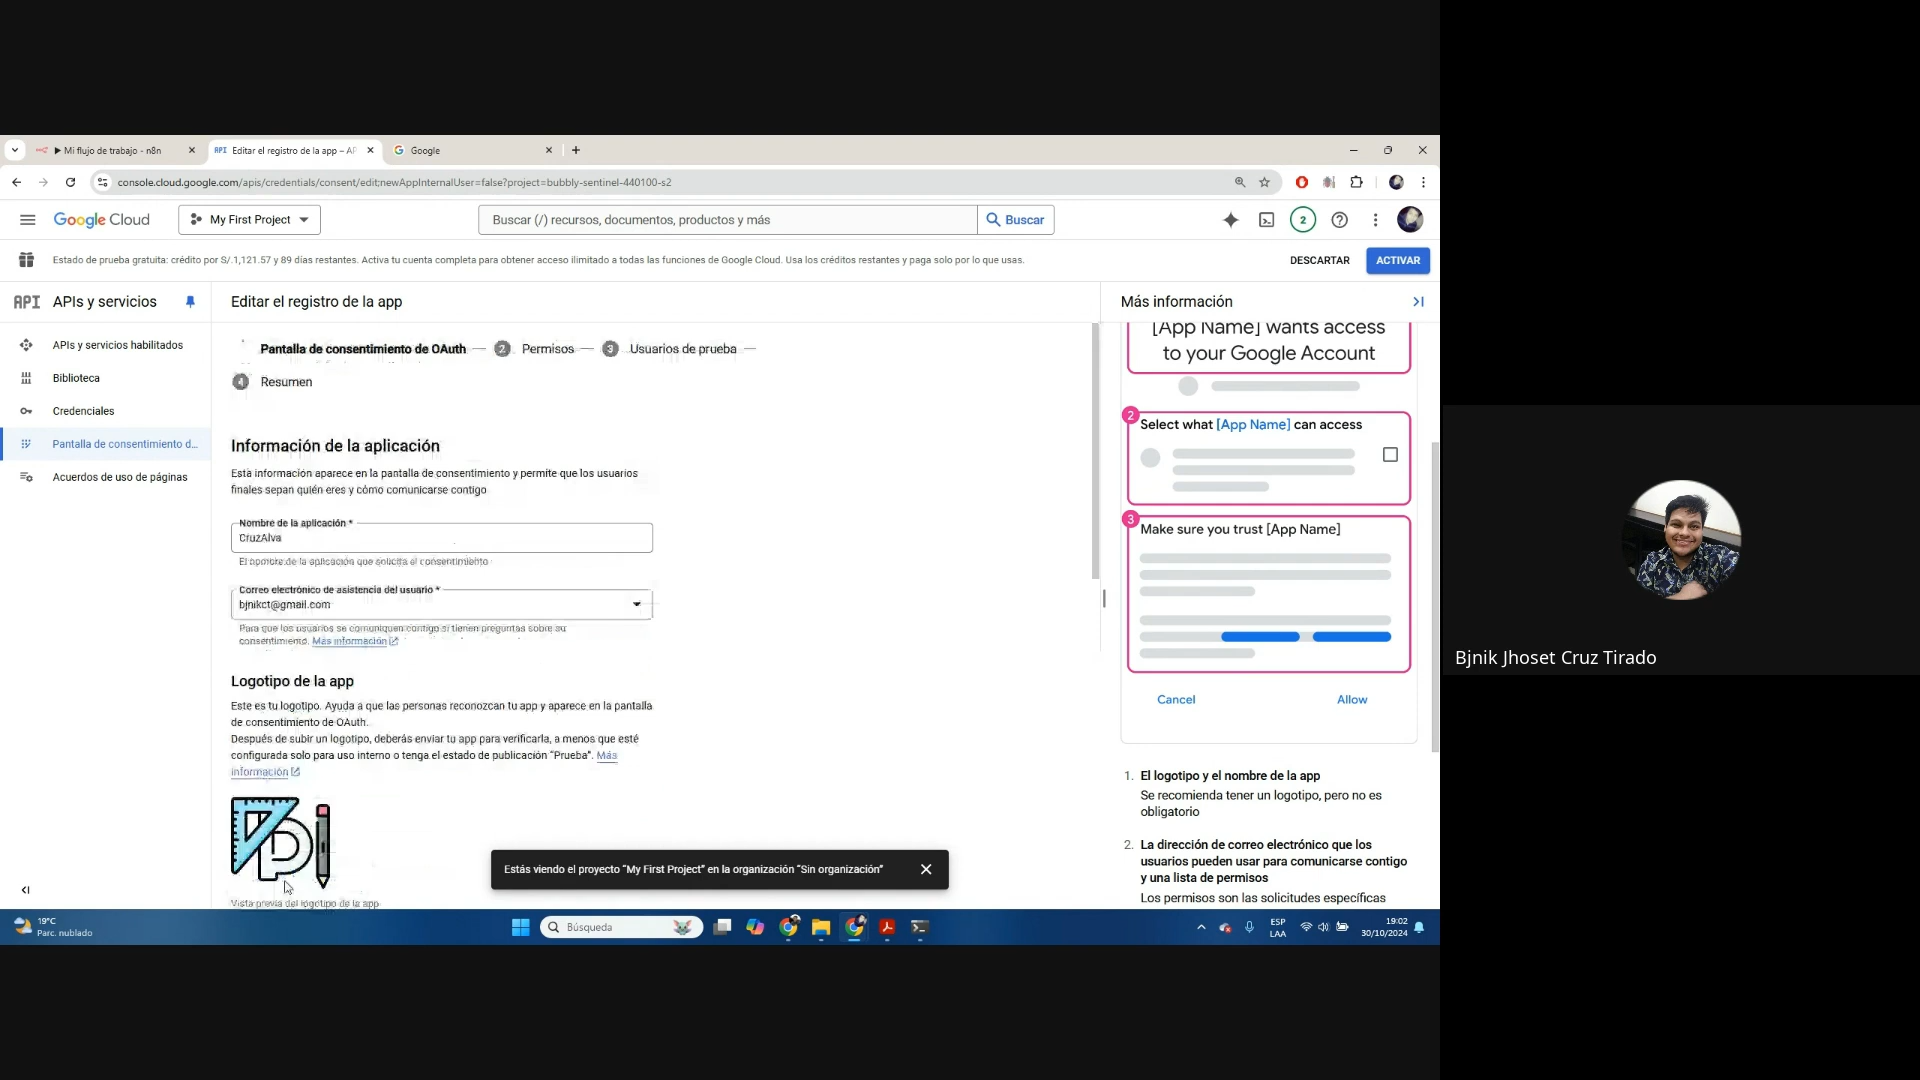 Mi flujo de trabajo - n8n
API Editar el registro de la app – AP
Google
console.cloud.google.com/apis/credentials/consent/edit;newAppInternalUser=false?project=bubbly-sentinel-440100-s2
Google Cloud
My First Project
Buscar (/) recursos, documentos, productos y más
Buscar
2
Estado de prueba gratuita: crédito por S/.1,121.57 y 89 días restantes. Activa tu cuenta completa para obtener acceso ilimitado a todas las funciones de Google Cloud. Usa los créditos restantes y paga solo por lo que usas.
DESCARTAR
ACTIVAR
API APIs y servicios
APIs y servicios habilitados
Biblioteca
Credenciales
Pantalla de consentimiento d...
Acuerdos de uso de páginas
Editar el registro de la app
Pantalla de consentimiento de OAuth
2 Permisos
3 Usuarios de prueba
4 Resumen
Información de la aplicación
Esta información aparece en la pantalla de consentimiento y permite que los usuarios
finales sepan quién eres y cómo comunicarse contigo
Nombre de la aplicación *
CruzAlva
El nombre de la aplicación que solicita el consentimiento
Correo electrónico de asistencia del usuario *
bjnikct@gmail.com
Para que los usuarios se comuniquen contigo si tienen preguntas sobre su
consentimiento. Más información
Logotipo de la app
Este es tu logotipo. Ayuda a que las personas reconozcan tu app y aparece en la pantalla
de consentimiento de OAuth.
Después de subir un logotipo, deberás enviar tu app para verificarla, a menos que esté
configurada solo para uso interno o tenga el estado de publicación “Prueba”. Más
información
Vista previa del logotipo de la app
Estás viendo el proyecto “My First Project” en la organización “Sin organización”
Más información
[App Name] wants access
to your Google Account
2
Select what [App Name] can access
3
Make sure you trust [App Name]
Cancel
Allow
1. El logotipo y el nombre de la app
Se recomienda tener un logotipo, pero no es
obligatorio
2. La dirección de correo electrónico que los
usuarios pueden usar para comunicarse contigo
y una lista de permisos
Los permisos son las solicitudes específicas
19°C
Parc. nublado
Búsqueda
ESP
LAA
19:02
30/10/2024
Bjnik Jhoset Cruz Tirado